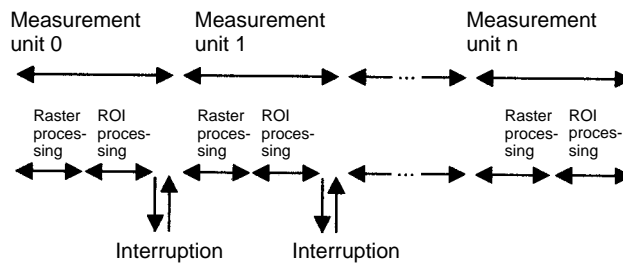 Measurement
unit 0
Measurement
unit 1
Measurement
unit n
...
Raster
proces-
sing
ROI
proces-
sing
Raster
proces-
sing
ROI
proces-
sing
Raster
proces-
sing
ROI
proces-
sing
...
Interruption
Interruption